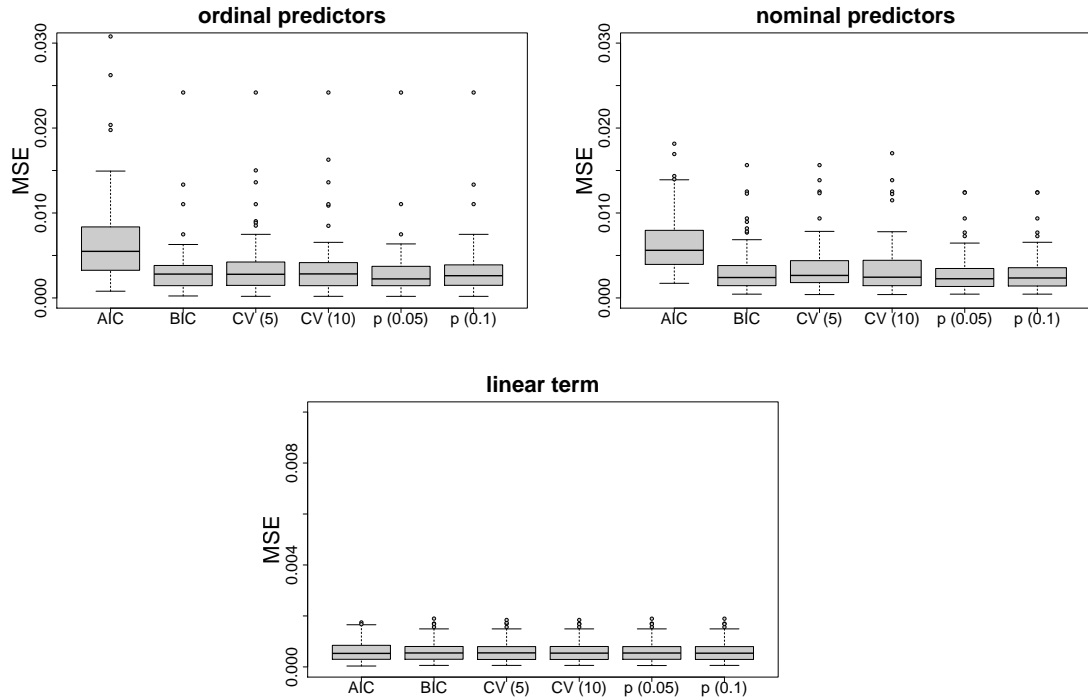 ordinal predictors
MSE
0.030
0.020
0.010
0.000
AIC BIC CV (5) CV (10) p (0.05) p (0.1)
nominal predictors
MSE
0.030
0.020
0.010
0.000
AIC BIC CV (5) CV (10) p (0.05) p (0.1)
linear term
MSE
0.008
0.004
0.000
AIC BIC CV (5) CV (10) p (0.05) p (0.1)